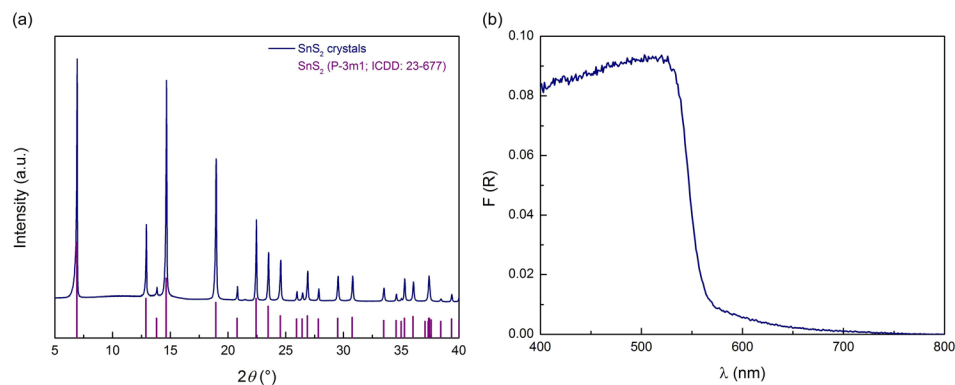 (a)
SnS₂ crystals
SnS₂ (P-3m1; ICDD: 23-677)
Intensity (a.u.)
5 10 15 20 25 30 35 40
2θ (°)
(b)
0.10
0.08
0.06
0.04
0.02
0.00
F (R)
400 500 600 700 800
λ (nm)